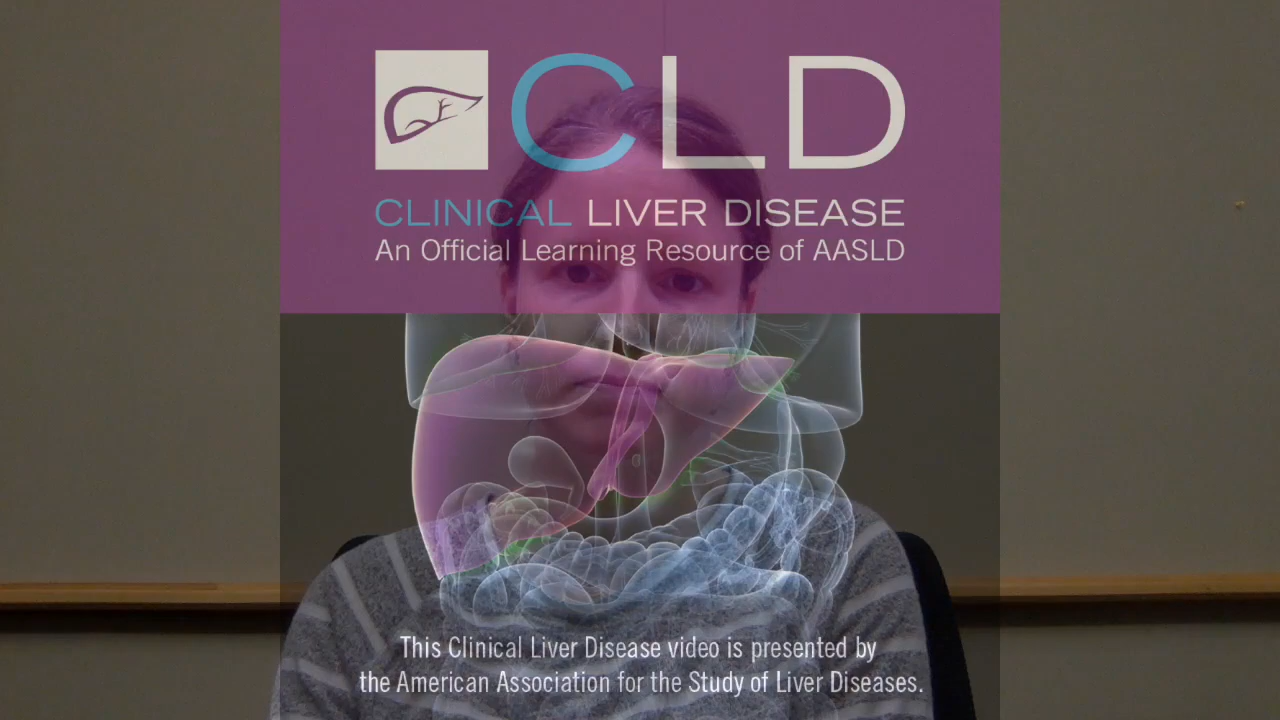 CLD
CLINICAL LIVER DISEASE
An Official Learning Resource of AASLD
This Clinical Liver Disease video is presented by
the American Association for the Study of Liver Diseases.